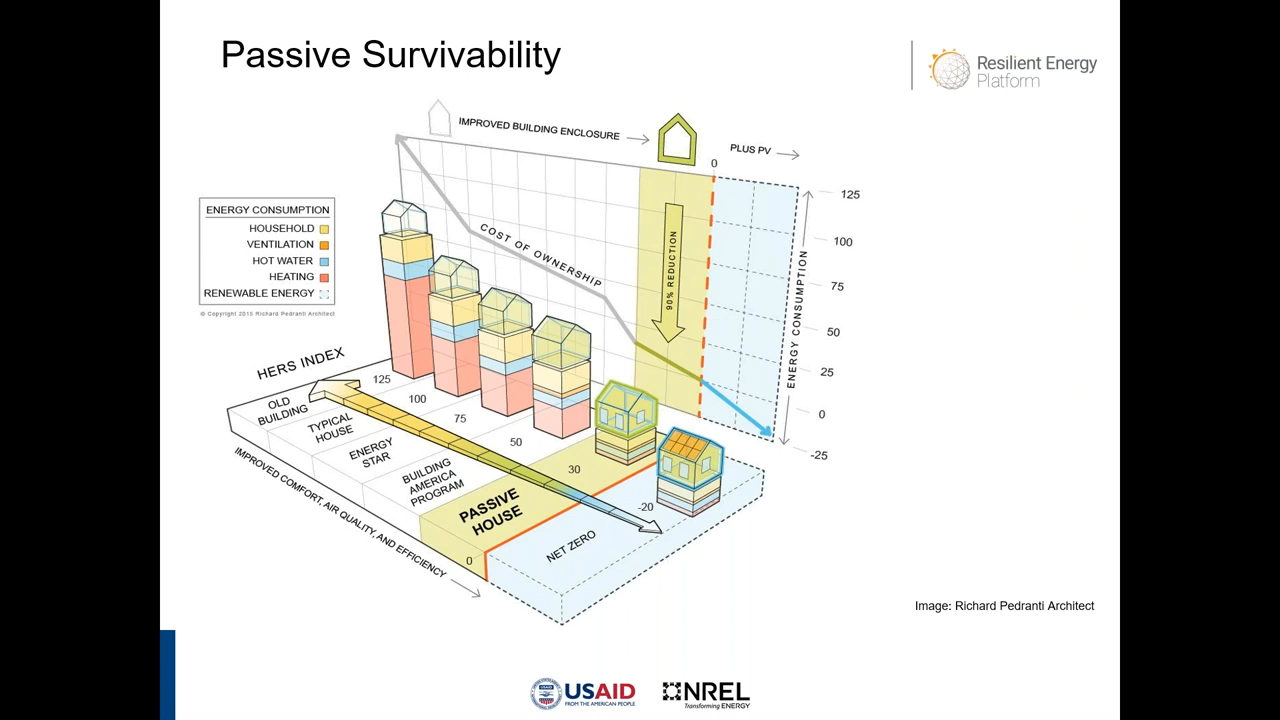 Passive Survivability
Resilient Energy
Platform
IMPROVED BUILDING ENCLOSURE
PLUS PV
0
125
100
75
50
25
0
-25
ENERGY CONSUMPTION
90% REDUCTION
COST OF OWNERSHIP
ENERGY CONSUMPTION
HOUSEHOLD
VENTILATION
HOT WATER
HEATING
RENEWABLE ENERGY
© Copyright 2015 Richard Pedranti Architect
HERS INDEX
125
100
75
50
30
-20
0
OLD
BUILDING
TYPICAL
HOUSE
ENERGY
STAR
BUILDING
AMERICA
PROGRAM
PASSIVE
HOUSE
NET ZERO
IMPROVED COMFORT, AIR QUALITY, AND EFFICIENCY
Image: Richard Pedranti Architect
USAID
FROM THE AMERICAN PEOPLE
NREL
Transforming ENERGY